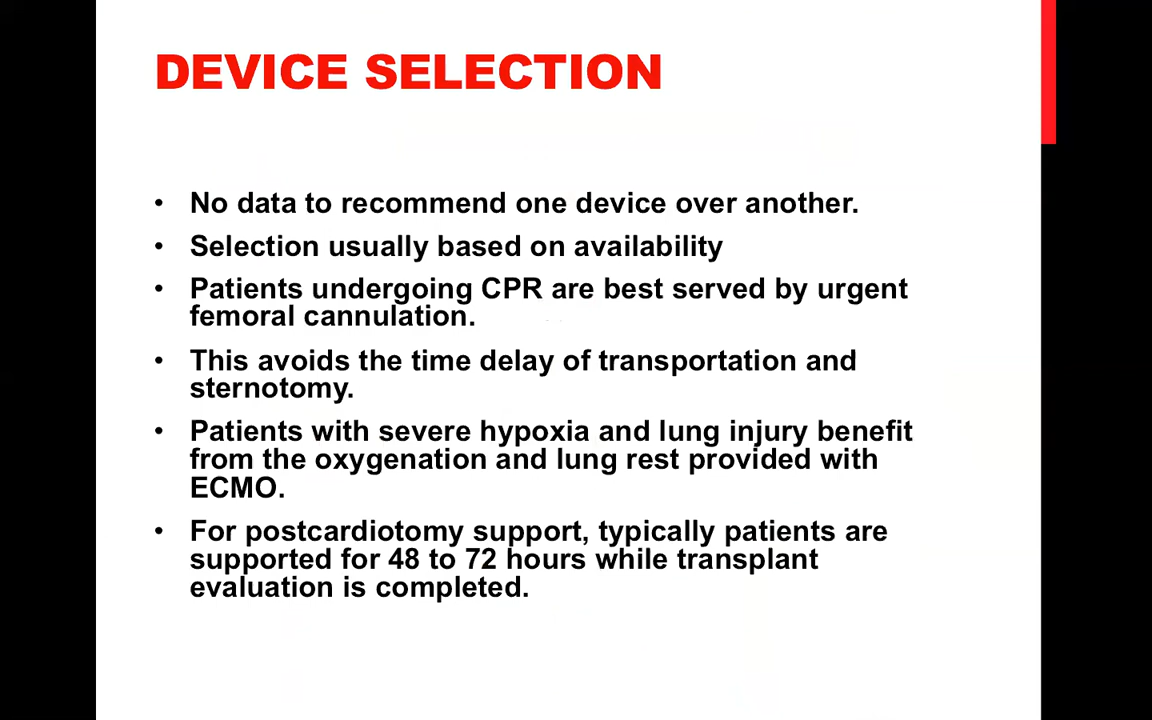 DEVICE SELECTION
• No data to recommend one device over another.
• Selection usually based on availability
• Patients undergoing CPR are best served by urgent
femoral cannulation.
• This avoids the time delay of transportation and
sternotomy.
• Patients with severe hypoxia and lung injury benefit
from the oxygenation and lung rest provided with
ECMO.
• For postcardiotomy support, typically patients are
supported for 48 to 72 hours while transplant
evaluation is completed.